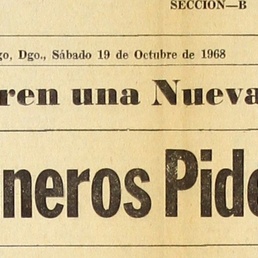 SECCION—B
go, Dgo., Sábado 19 de Octubre de 1968
ren una Nueva
neros Pide